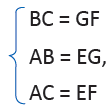 BC = GF
AB = EG,
AC = EF